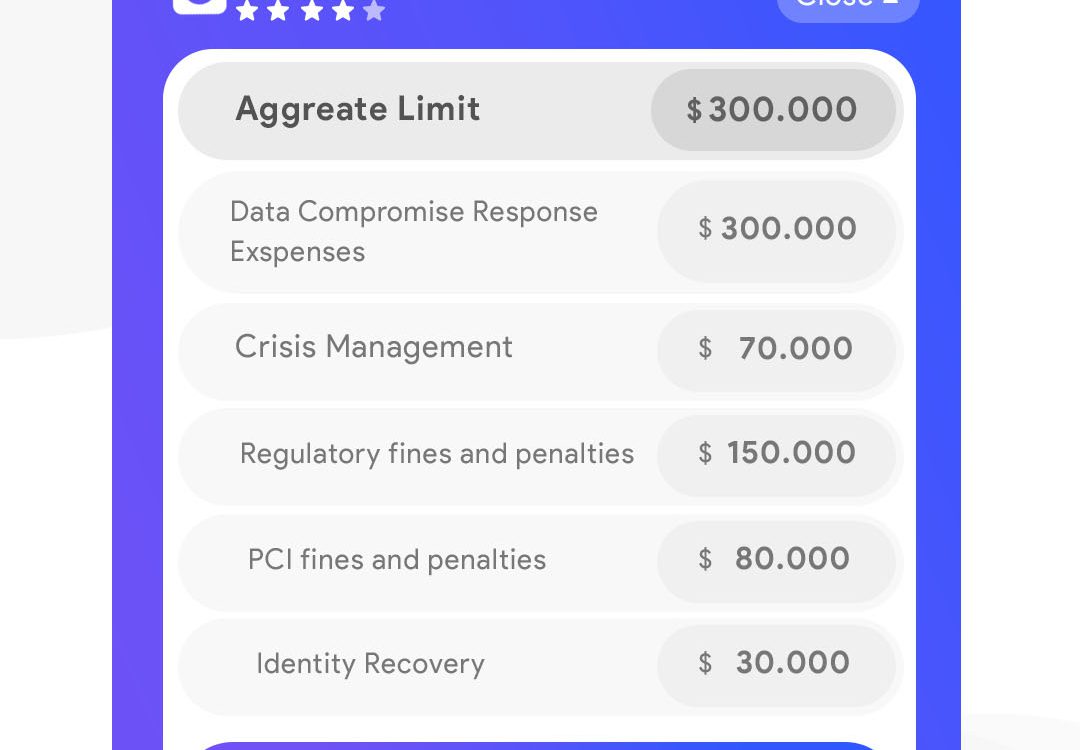 Close
Aggreate Limit
$ 300.000
Data Compromise Response
Exspenses
$ 300.000
Crisis Management
$ 70.000
Regulatory fines and penalties
$ 150.000
PCI fines and penalties
$ 80.000
Identity Recovery
$ 30.000